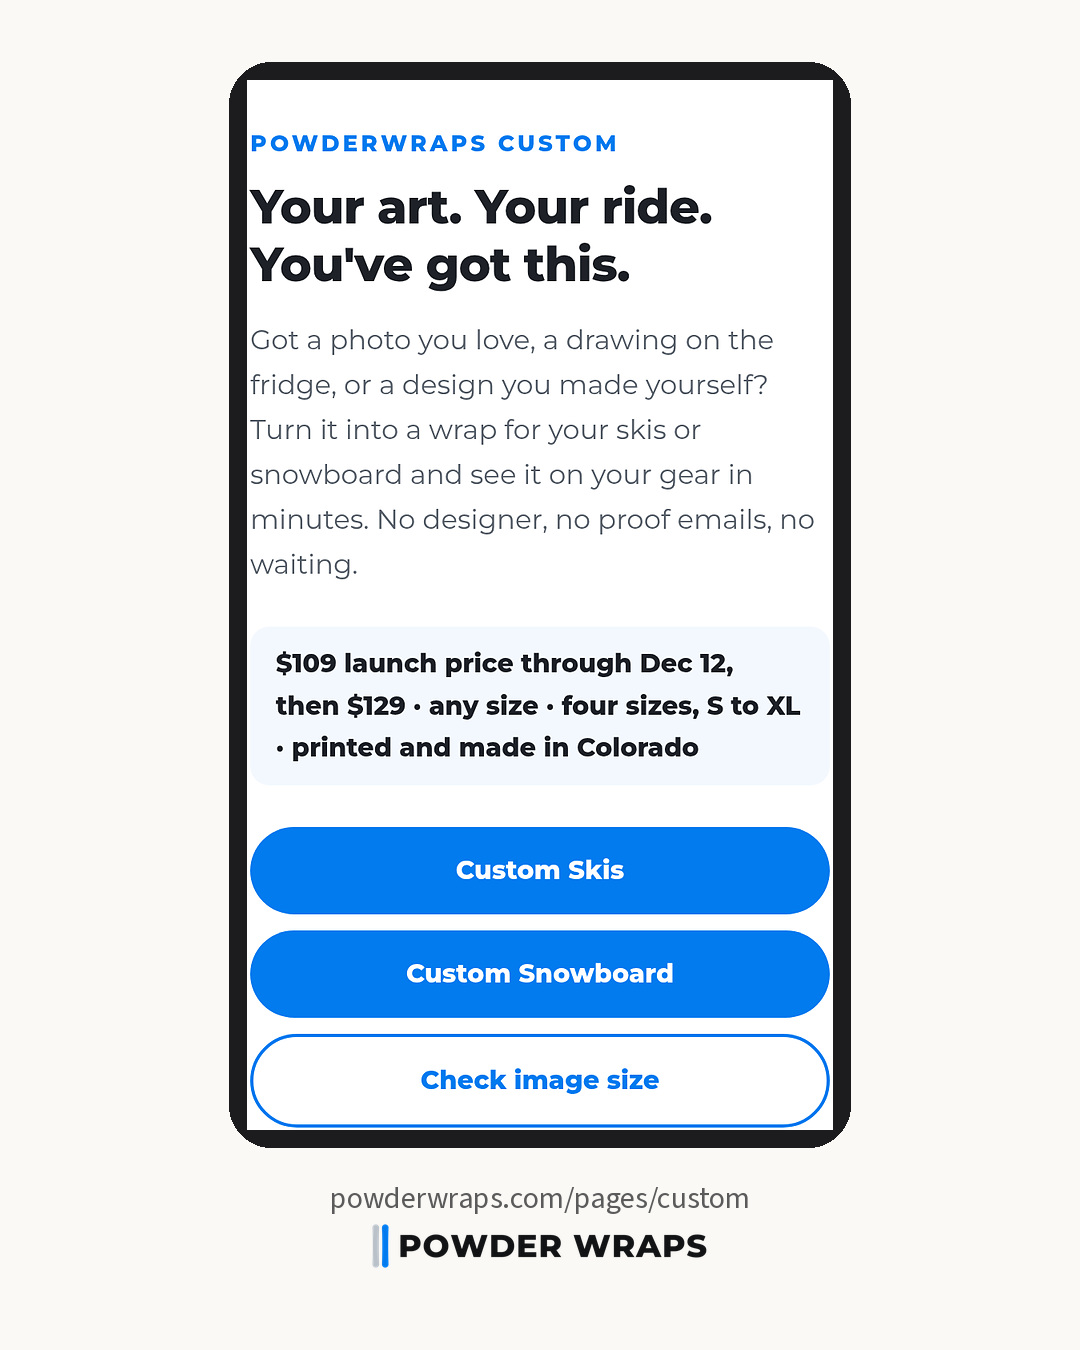 POWDERWRAPS CUSTOM
Your art. Your ride.
You've got this.
Got a photo you love, a drawing on the
fridge, or a design you made yourself?
Turn it into a wrap for your skis or
snowboard and see it on your gear in
minutes. No designer, no proof emails, no
waiting.
$109 launch price through Dec 12,
then $129 · any size · four sizes, S to XL
· printed and made in Colorado
Custom Skis
Custom Snowboard
Check image size
powderwraps.com/pages/custom
POWDER WRAPS